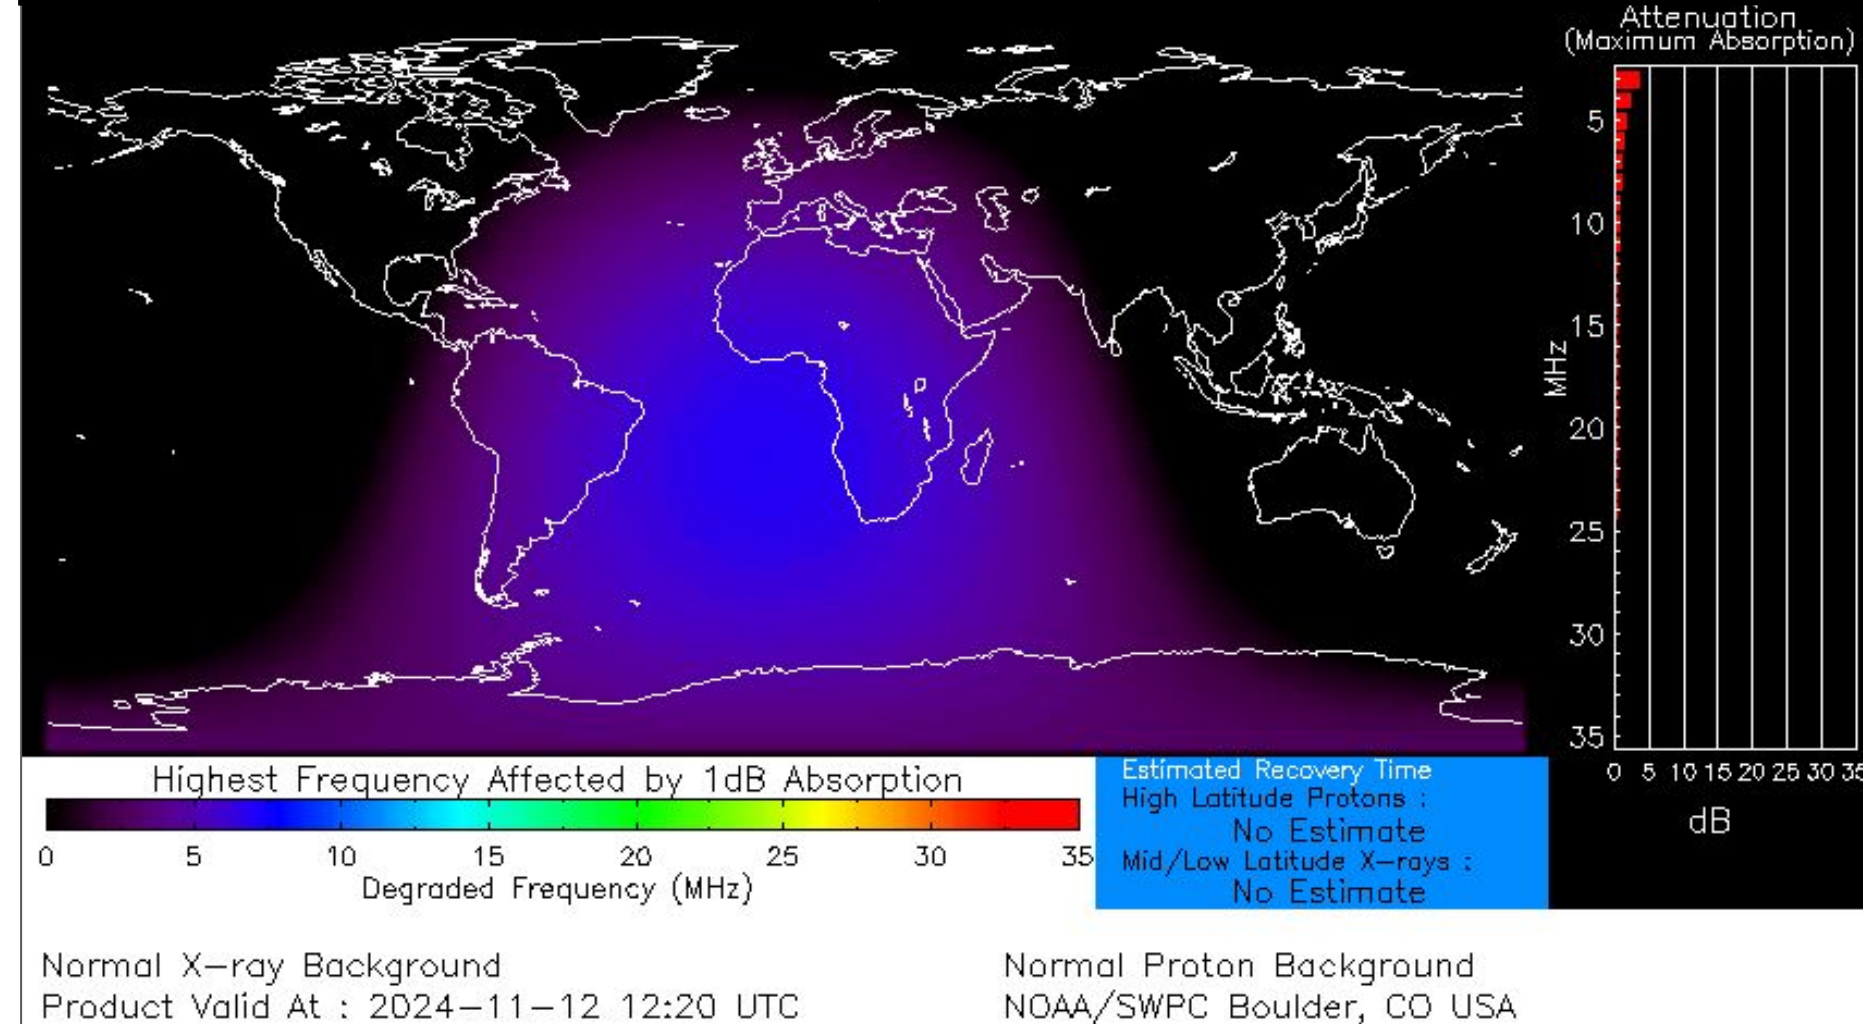 Attenuation
(Maximum Absorption)
5
10
15
20
25
30
35
MHz
0 5 10 15 20 25 30 35
dB
Highest Frequency Affected by 1dB Absorption
0 5 10 15 20 25 30 35
Degraded Frequency (MHz)
Estimated Recovery Time
High Latitude Protons :
No Estimate
Mid/Low Latitude X-rays :
No Estimate
Normal X-ray Background
Normal Proton Background
Product Valid At : 2024-11-12 12:20 UTC
NOAA/SWPC Boulder, CO USA